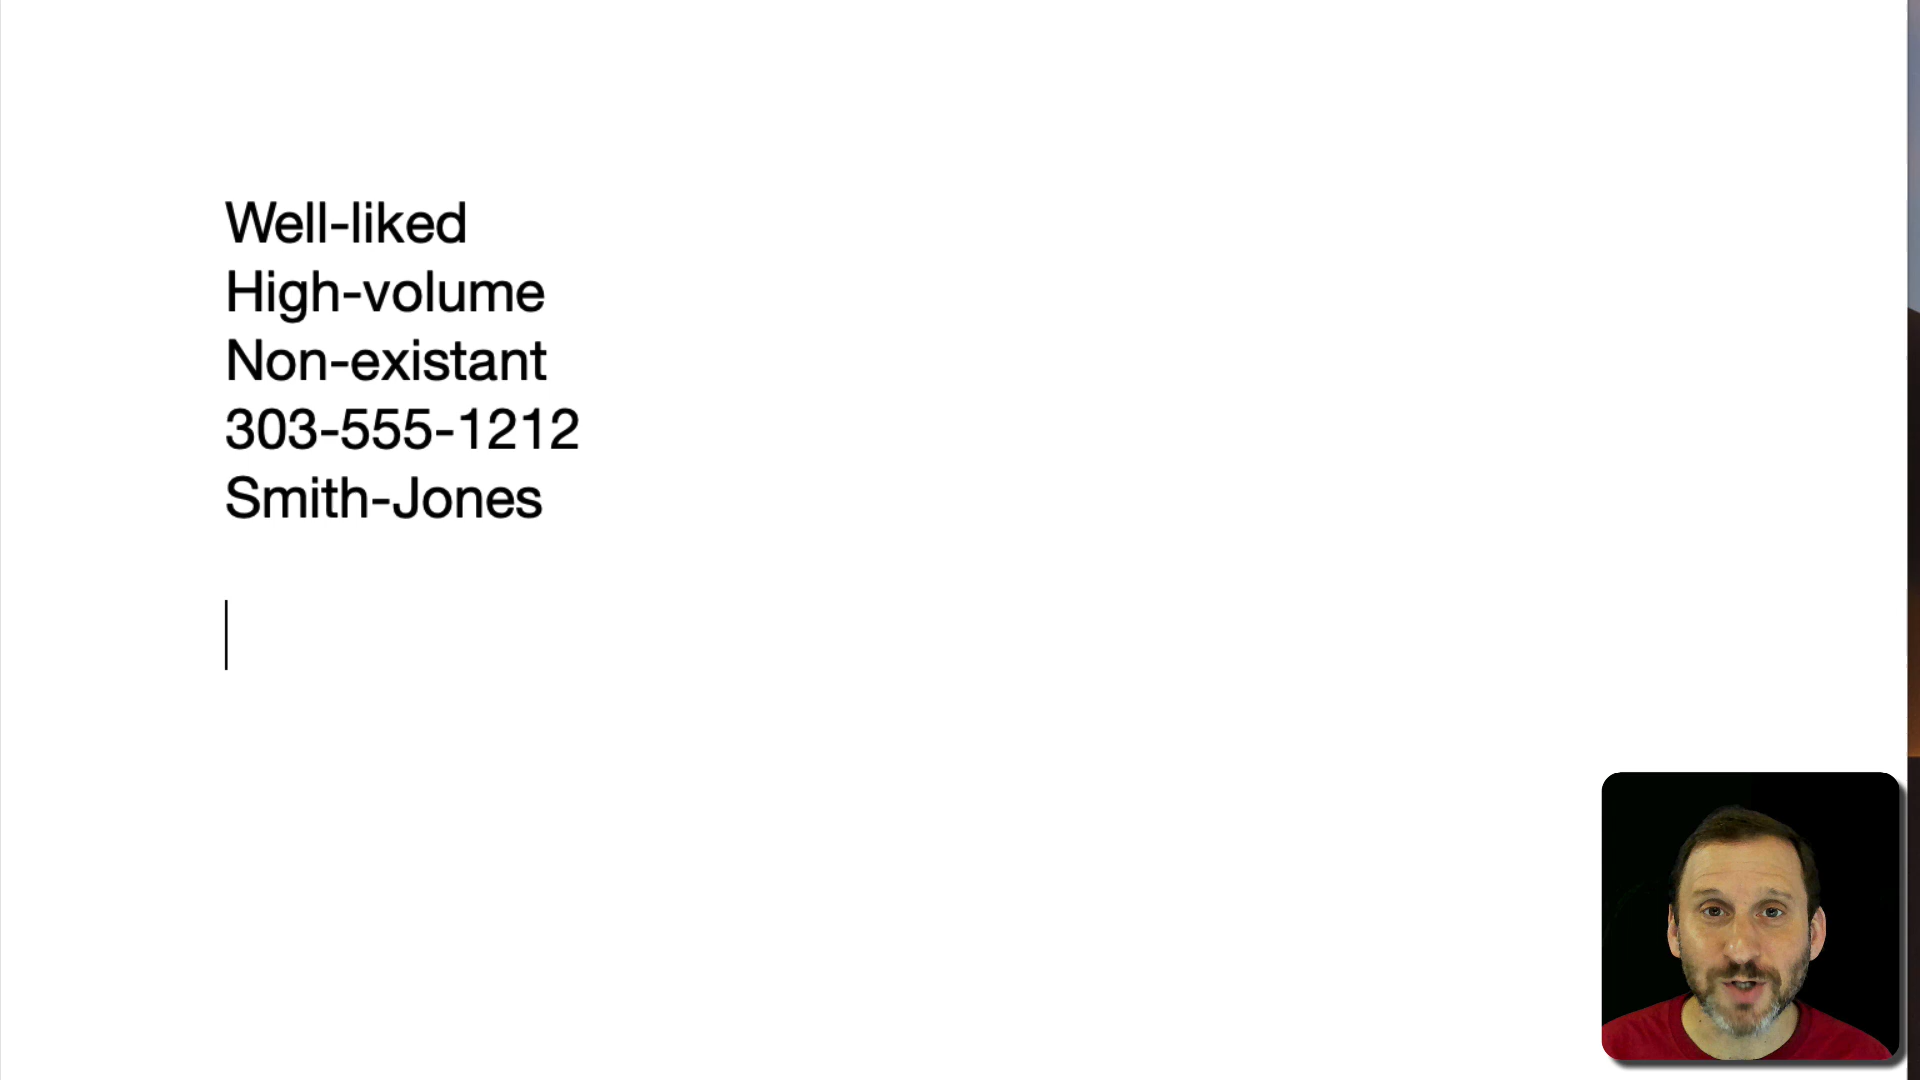 Well-liked
High-volume
Non-existant
303-555-1212
Smith-Jones